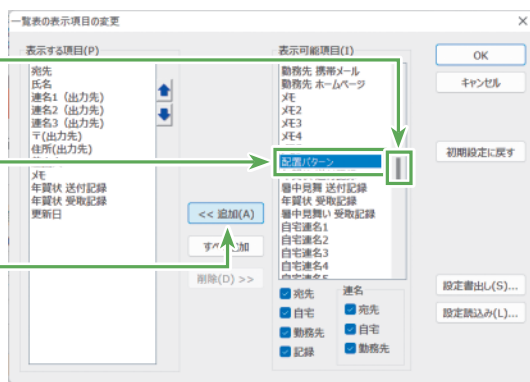 一覧表の表示項目の変更
表示する項目(P)
宛先
氏名
連名1（出力先）
連名2（出力先）
連名3（出力先）
〒(出力先)
住所(出力先)
メモ
年賀状 送付記録
年賀状 受取記録
更新日
<< 追加(A)
削除(D) >>
表示可能項目(I)
勤務先 携帯メール
勤務先 ホームページ
メモ
メモ2
メモ3
メモ4
配置パターン
暑中見舞 送付記録
年賀状 受取記録
暑中見舞い 受取記録
自宅連名1
自宅連名2
自宅連名3
自宅連名4
宛先
自宅
勤務先
記録
連名
宛先
自宅
勤務先
OK
キャンセル
初期設定に戻す
設定書出し(S)...
設定読込み(L)...